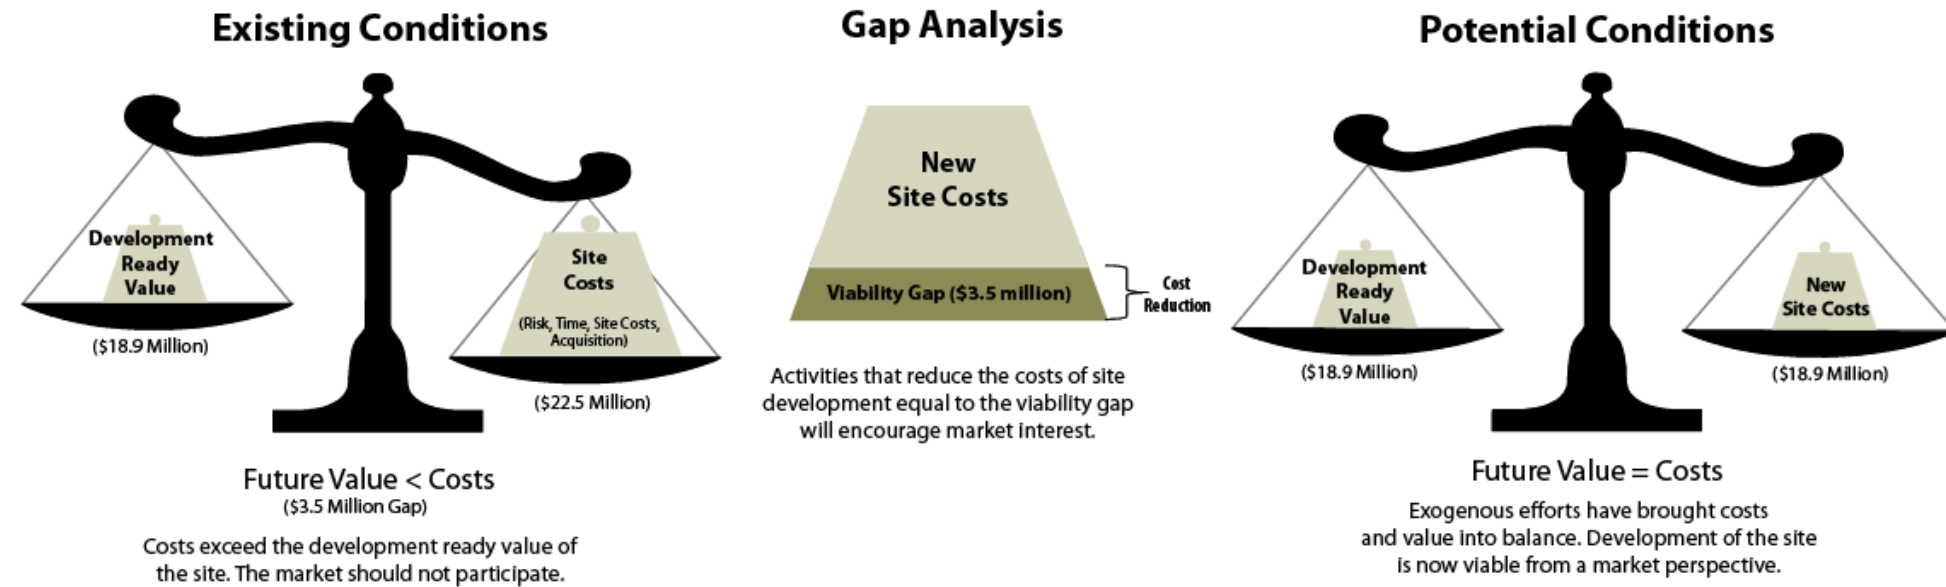 Existing Conditions
Development
Ready
Value
($18.9 Million)
Site
Costs
(Risk, Time, Site Costs,
Acquisition)
($22.5 Million)
Future Value < Costs
($3.5 Million Gap)
Costs exceed the development ready value of
the site. The market should not participate.
Gap Analysis
New
Site Costs
Viability Gap ($3.5 million)
Cost
Reduction
Activities that reduce the costs of site
development equal to the viability gap
will encourage market interest.
Potential Conditions
Development
Ready
Value
($18.9 Million)
New
Site Costs
($18.9 Million)
Future Value = Costs
Exogenous efforts have brought costs
and value into balance. Development of the site
is now viable from a market perspective.